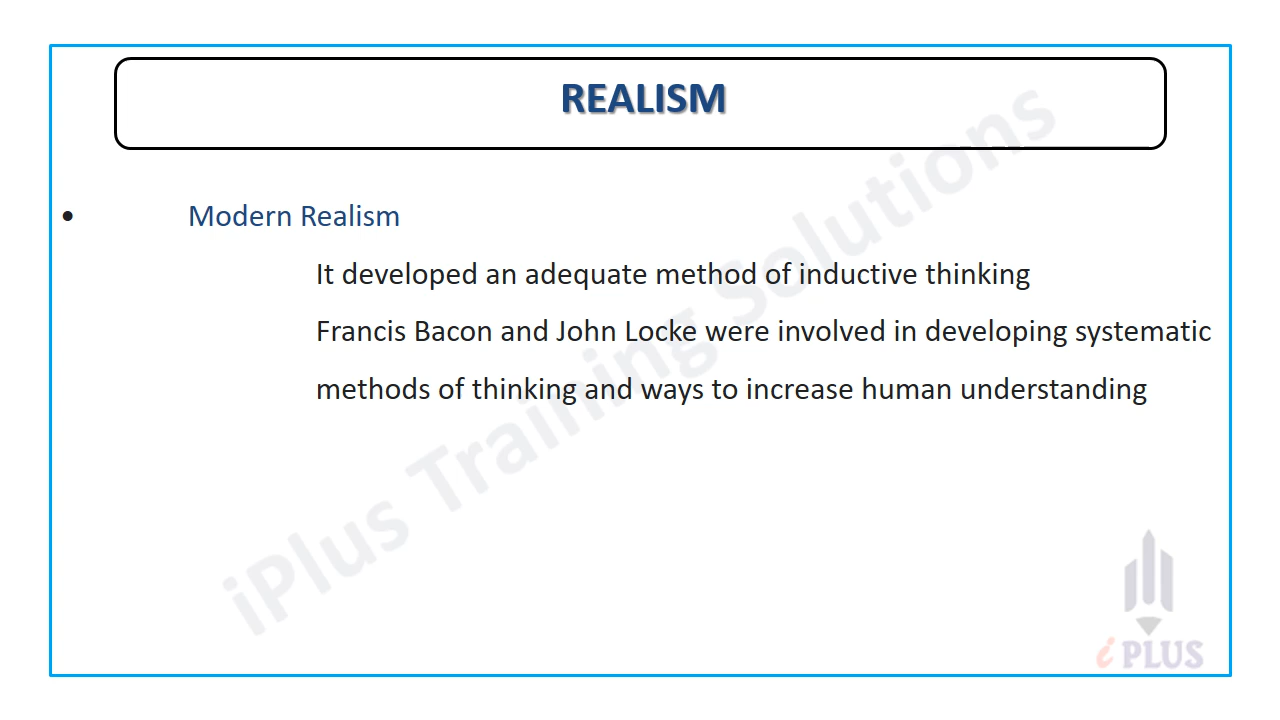 REALISM
• Modern Realism
It developed an adequate method of inductive thinking
Francis Bacon and John Locke were involved in developing systematic
methods of thinking and ways to increase human understanding
iPlus Training Solutions
i PLUS